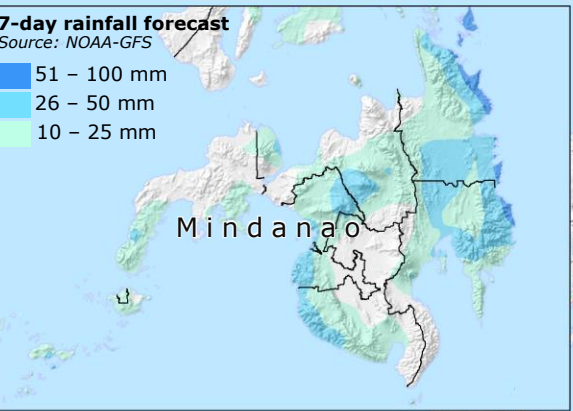 7-day rainfall forecast
Source: NOAA-GFS
51 – 100 mm
26 – 50 mm
10 – 25 mm
Mindanao